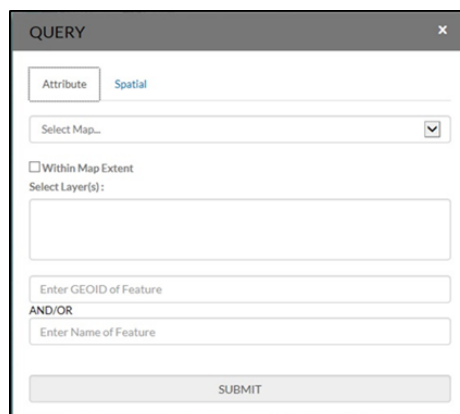 QUERY ×
Attribute Spatial
Select Map...
Within Map Extent
Select Layer(s) :
Enter GEOID of Feature
AND/OR
Enter Name of Feature
SUBMIT